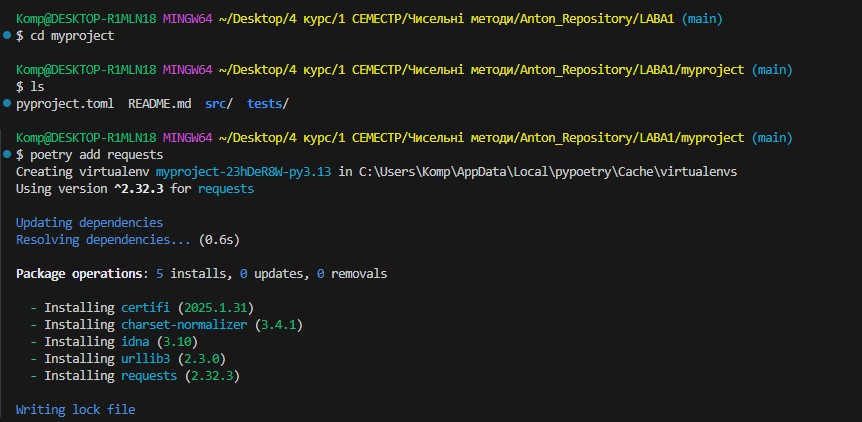 Komp@DESKTOP-R1MLN18 MINGW64 ~/Desktop/4 курс/1 СЕМЕСТР/Чисельні методи/Anton_Repository/LABA1 (main)
$ cd myproject
Komp@DESKTOP-R1MLN18 MINGW64 ~/Desktop/4 курс/1 СЕМЕСТР/Чисельні методи/Anton_Repository/LABA1/myproject (main)
$ ls
pyproject.toml  README.md  src/  tests/
Komp@DESKTOP-R1MLN18 MINGW64 ~/Desktop/4 курс/1 СЕМЕСТР/Чисельні методи/Anton_Repository/LABA1/myproject (main)
$ poetry add requests
Creating virtualenv myproject-23hDeR8W-py3.13 in C:\Users\Komp\AppData\Local\pypoetry\Cache\virtualenvs
Using version ^2.32.3 for requests
Updating dependencies
Resolving dependencies... (0.6s)
Package operations: 5 installs, 0 updates, 0 removals
- Installing certifi (2025.1.31)
- Installing charset-normalizer (3.4.1)
- Installing idna (3.10)
- Installing urllib3 (2.3.0)
- Installing requests (2.32.3)
Writing lock file